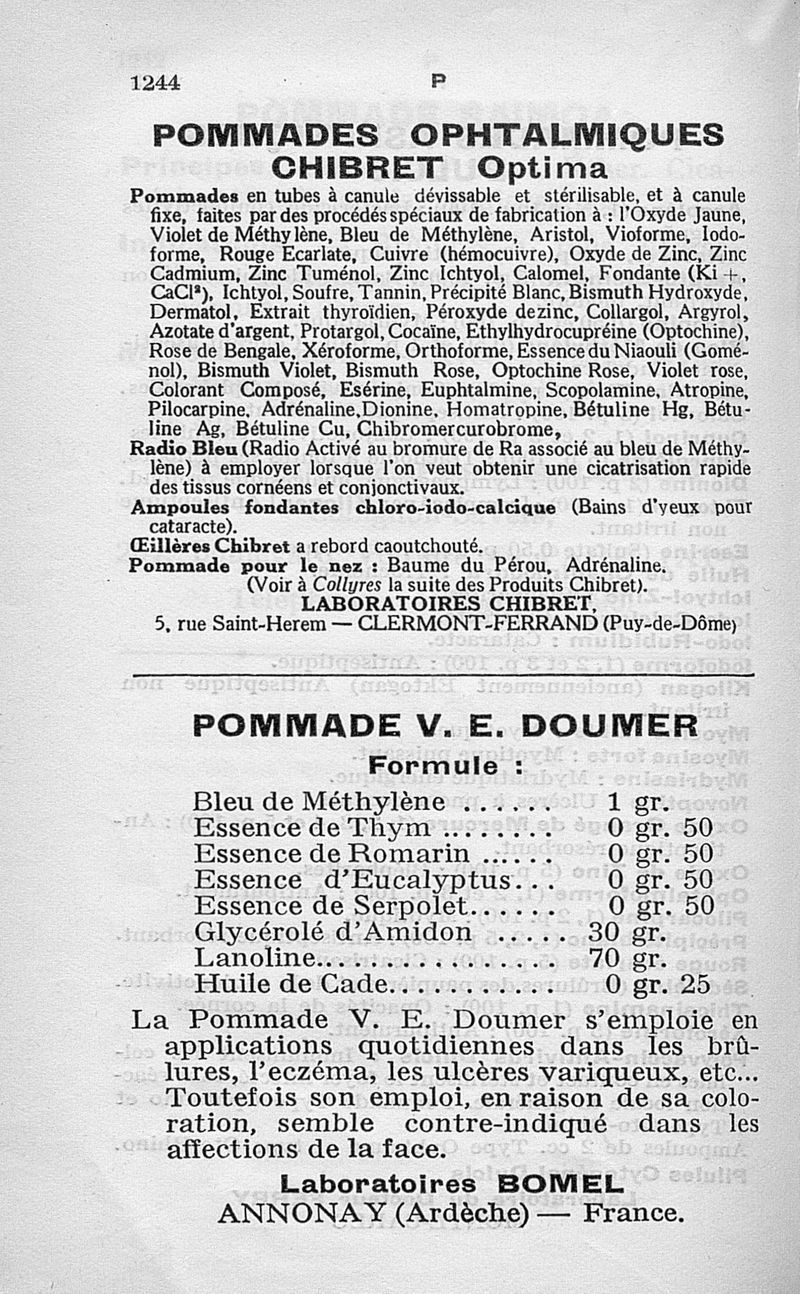 1244 P
POMMADES OPHTALMIQUES
CHIBRET Optima
Pommades en tubes à canule dévissable et stérilisable, et à canule
fixe, faites par des procédés spéciaux de fabrication à : l'Oxyde Jaune,
Violet de Méthylène, Bleu de Méthylène, Aristol, Vioforme, Iodo-
forme, Rouge Ecarlate, Cuivre (hémocuivre), Oxyde de Zinc, Zinc
Cadmium, Zinc Tuménol, Zinc Ichtyol, Calomel, Fondante (Ki +,
CaCl²), Ichtyol, Soufre, Tannin, Précipité Blanc, Bismuth Hydroxyde,
Dermatol, Extrait thyroïdien, Péroxyde de zinc, Collargol, Argyrol,
Azotate d'argent, Protargol, Cocaïne, Ethylhydrocupréine (Optochine),
Rose de Bengale, Xéroforme, Orthoforme, Essence du Niaouli (Gomé-
nol), Bismuth Violet, Bismuth Rose, Optochine Rose, Violet rose,
Colorant Composé, Esérine, Euphtalmine, Scopolamine, Atropine,
Pilocarpine, Adrénaline, Dionine, Homatropine, Bétuline Hg, Bétu-
line Ag, Bétuline Cu, Chibromercurobrome,
Radio Bleu (Radio Activé au bromure de Ra associé au bleu de Méthy-
lène) à employer lorsque l'on veut obtenir une cicatrisation rapide
des tissus cornéens et conjonctivaux.
Ampoules fondantes chloro-iodo-calcique (Bains d'yeux pour
cataracte).
Œillères Chibret a rebord caoutchouté.
Pommade pour le nez : Baume du Pérou, Adrénaline.
(Voir à Collyres la suite des Produits Chibret).
LABORATOIRES CHIBRET,
5, rue Saint-Herem — CLERMONT-FERRAND (Puy-de-Dôme)
POMMADE V. E. DOUMER
Formule :
Bleu de Méthylène ...... 1 gr.
Essence de Thym ........ 0 gr. 50
Essence de Romarin ...... 0 gr. 50
Essence d'Eucalyptus... 0 gr. 50
Essence de Serpolet...... 0 gr. 50
Glycérolé d'Amidon ..... 30 gr.
Lanoline................ 70 gr.
Huile de Cade............ 0 gr. 25
La Pommade V. E. Doumer s'emploie en
applications quotidiennes dans les brû-
lures, l'eczéma, les ulcères variqueux, etc...
Toutefois son emploi, en raison de sa colo-
ration, semble contre-indiqué dans les
affections de la face.
Laboratoires BOMEL
ANNONAY (Ardèche) — France.